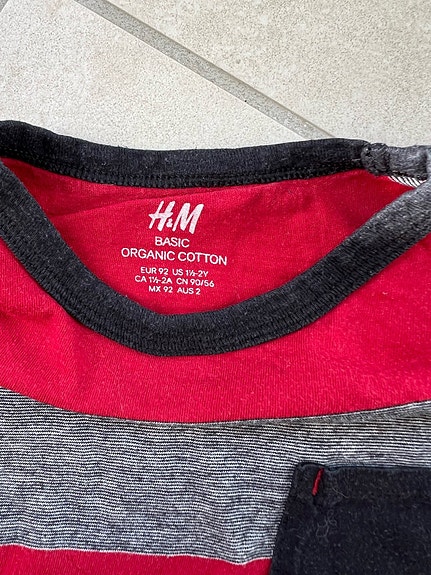 H&M
BASIC
ORGANIC COTTON
EUR 92 US 1½-2Y
CA 1½-2A CN 90/56
MX 92 AUS 2